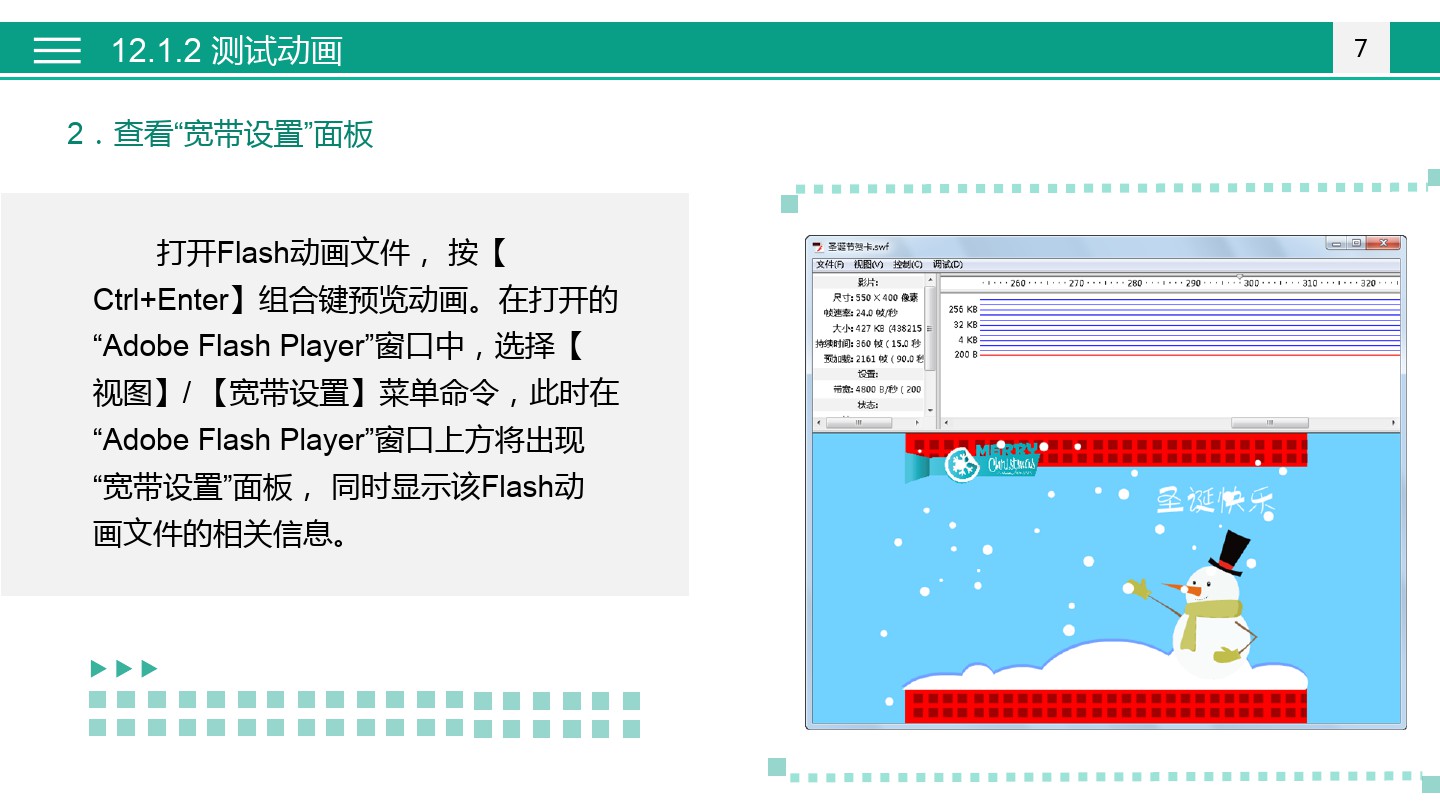 12.1.2 测试动画
7
2．查看“宽带设置”面板
打开Flash动画文件， 按【
Ctrl+Enter】组合键预览动画。在打开的
“Adobe Flash Player”窗口中，选择【
视图】/ 【宽带设置】菜单命令，此时在
“Adobe Flash Player”窗口上方将出现
“宽带设置”面板， 同时显示该Flash动
画文件的相关信息。
圣诞节贺卡.swf
文件(F) 视图(V) 控制(C) 调试(D)
影片:
尺寸: 550 X 400 像素
帧速率: 24.0 帧/秒
大小: 427 KB (438215
持续时间: 360 帧 ( 15.0 秒
预加载: 2161 帧 ( 90.0 秒
设置:
带宽: 4800 B/秒 ( 200
状态:
260 270 280 290 300 310 320
256 KB
32 KB
4 KB
200 B
MERRY
Christmas
圣诞快乐